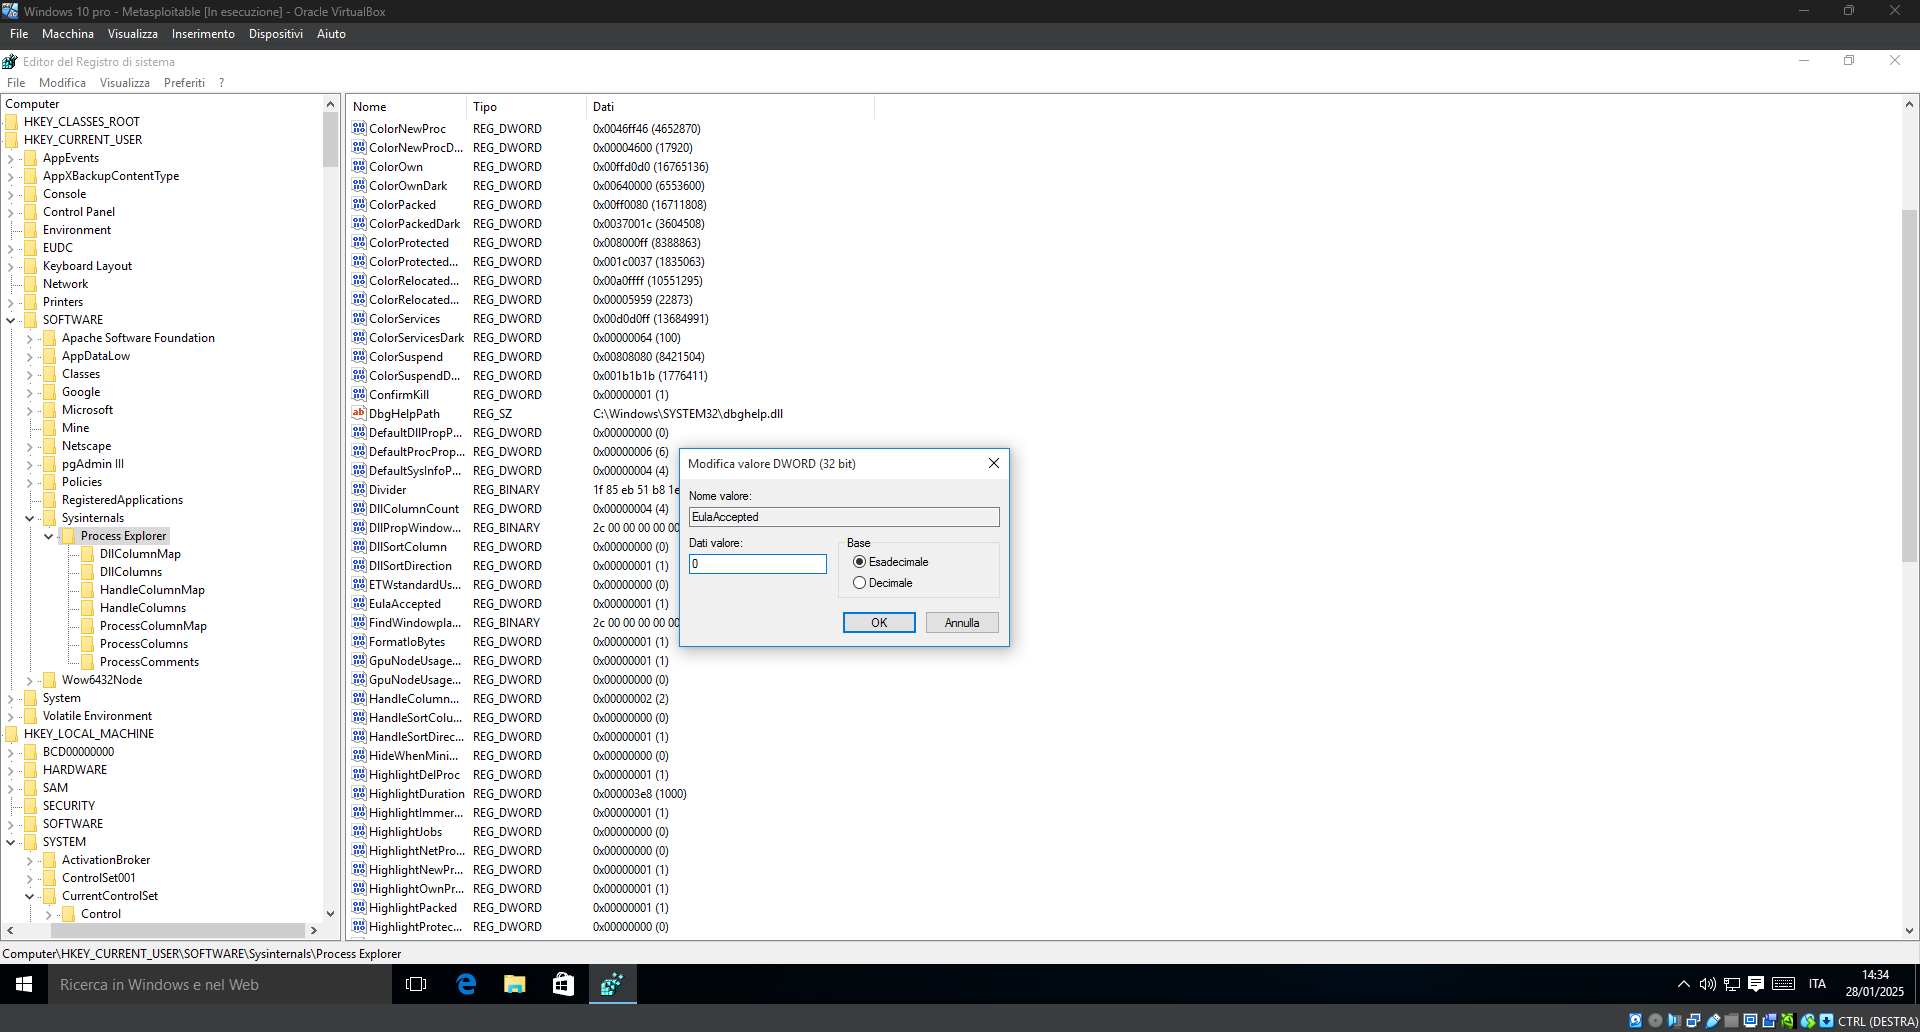 Windows 10 pro - Metasploitable [In esecuzione] - Oracle VirtualBox
File Macchina Visualizza Inserimento Dispositivi Aiuto
Editor del Registro di sistema
File Modifica Visualizza Preferiti ?
Computer
HKEY_CLASSES_ROOT
HKEY_CURRENT_USER
AppEvents
AppXBackupContentType
Console
Control Panel
Environment
EUDC
Keyboard Layout
Network
Printers
SOFTWARE
Apache Software Foundation
AppDataLow
Classes
Google
Microsoft
Mine
Netscape
pgAdmin III
Policies
RegisteredApplications
Sysinternals
Process Explorer
DllColumnMap
DllColumns
HandleColumnMap
HandleColumns
ProcessColumnMap
ProcessColumns
ProcessComments
Wow6432Node
System
Volatile Environment
HKEY_LOCAL_MACHINE
BCD00000000
HARDWARE
SAM
SECURITY
SOFTWARE
SYSTEM
ActivationBroker
ControlSet001
CurrentControlSet
Control
Nome Tipo Dati
ColorNewProc REG_DWORD 0x0046ff46 (4652870)
ColorNewProcD... REG_DWORD 0x00004600 (17920)
ColorOwn REG_DWORD 0x00ffd0d0 (16765136)
ColorOwnDark REG_DWORD 0x00640000 (6553600)
ColorPacked REG_DWORD 0x00ff0080 (16711808)
ColorPackedDark REG_DWORD 0x0037001c (3604508)
ColorProtected REG_DWORD 0x008000ff (8388863)
ColorProtected... REG_DWORD 0x001c0037 (1835063)
ColorRelocated... REG_DWORD 0x00a0ffff (10551295)
ColorRelocated... REG_DWORD 0x00005959 (22873)
ColorServices REG_DWORD 0x00d0d0ff (13684991)
ColorServicesDark REG_DWORD 0x00000064 (100)
ColorSuspend REG_DWORD 0x00808080 (8421504)
ColorSuspendD... REG_DWORD 0x001b1b1b (1776411)
ConfirmKill REG_DWORD 0x00000001 (1)
DbgHelpPath REG_SZ C:\Windows\SYSTEM32\dbghelp.dll
DefaultDllPropP... REG_DWORD 0x00000000 (0)
DefaultProcProp... REG_DWORD 0x00000006 (6)
DefaultSysInfoP... REG_DWORD 0x00000004 (4)
Divider REG_BINARY 1f 85 eb 51 b8 1e
DllColumnCount REG_DWORD 0x00000004 (4)
DllPropWindow... REG_BINARY 2c 00 00 00 00 00
DllSortColumn REG_DWORD 0x00000000 (0)
DllSortDirection REG_DWORD 0x00000001 (1)
ETWstandardUs... REG_DWORD 0x00000000 (0)
EulaAccepted REG_DWORD 0x00000001 (1)
FindWindowpla... REG_BINARY 2c 00 00 00 00 00
FormatIoBytes REG_DWORD 0x00000001 (1)
GpuNodeUsage... REG_DWORD 0x00000001 (1)
GpuNodeUsage... REG_DWORD 0x00000000 (0)
HandleColumn... REG_DWORD 0x00000002 (2)
HandleSortColu... REG_DWORD 0x00000000 (0)
HandleSortDirec... REG_DWORD 0x00000001 (1)
HideWhenMini... REG_DWORD 0x00000000 (0)
HighlightDelProc REG_DWORD 0x00000001 (1)
HighlightDuration REG_DWORD 0x000003e8 (1000)
HighlightImmer... REG_DWORD 0x00000001 (1)
HighlightJobs REG_DWORD 0x00000000 (0)
HighlightNetPro... REG_DWORD 0x00000000 (0)
HighlightNewPr... REG_DWORD 0x00000001 (1)
HighlightOwnPr... REG_DWORD 0x00000001 (1)
HighlightPacked REG_DWORD 0x00000001 (1)
HighlightProtec... REG_DWORD 0x00000000 (0)
Modifica valore DWORD (32 bit)
Nome valore:
EulaAccepted
Dati valore:
0
Base
Esadecimale
Decimale
OK Annulla
Computer\HKEY_CURRENT_USER\SOFTWARE\Sysinternals\Process Explorer
Ricerca in Windows e nel Web
ITA
14:34
28/01/2025
CTRL (DESTRA)